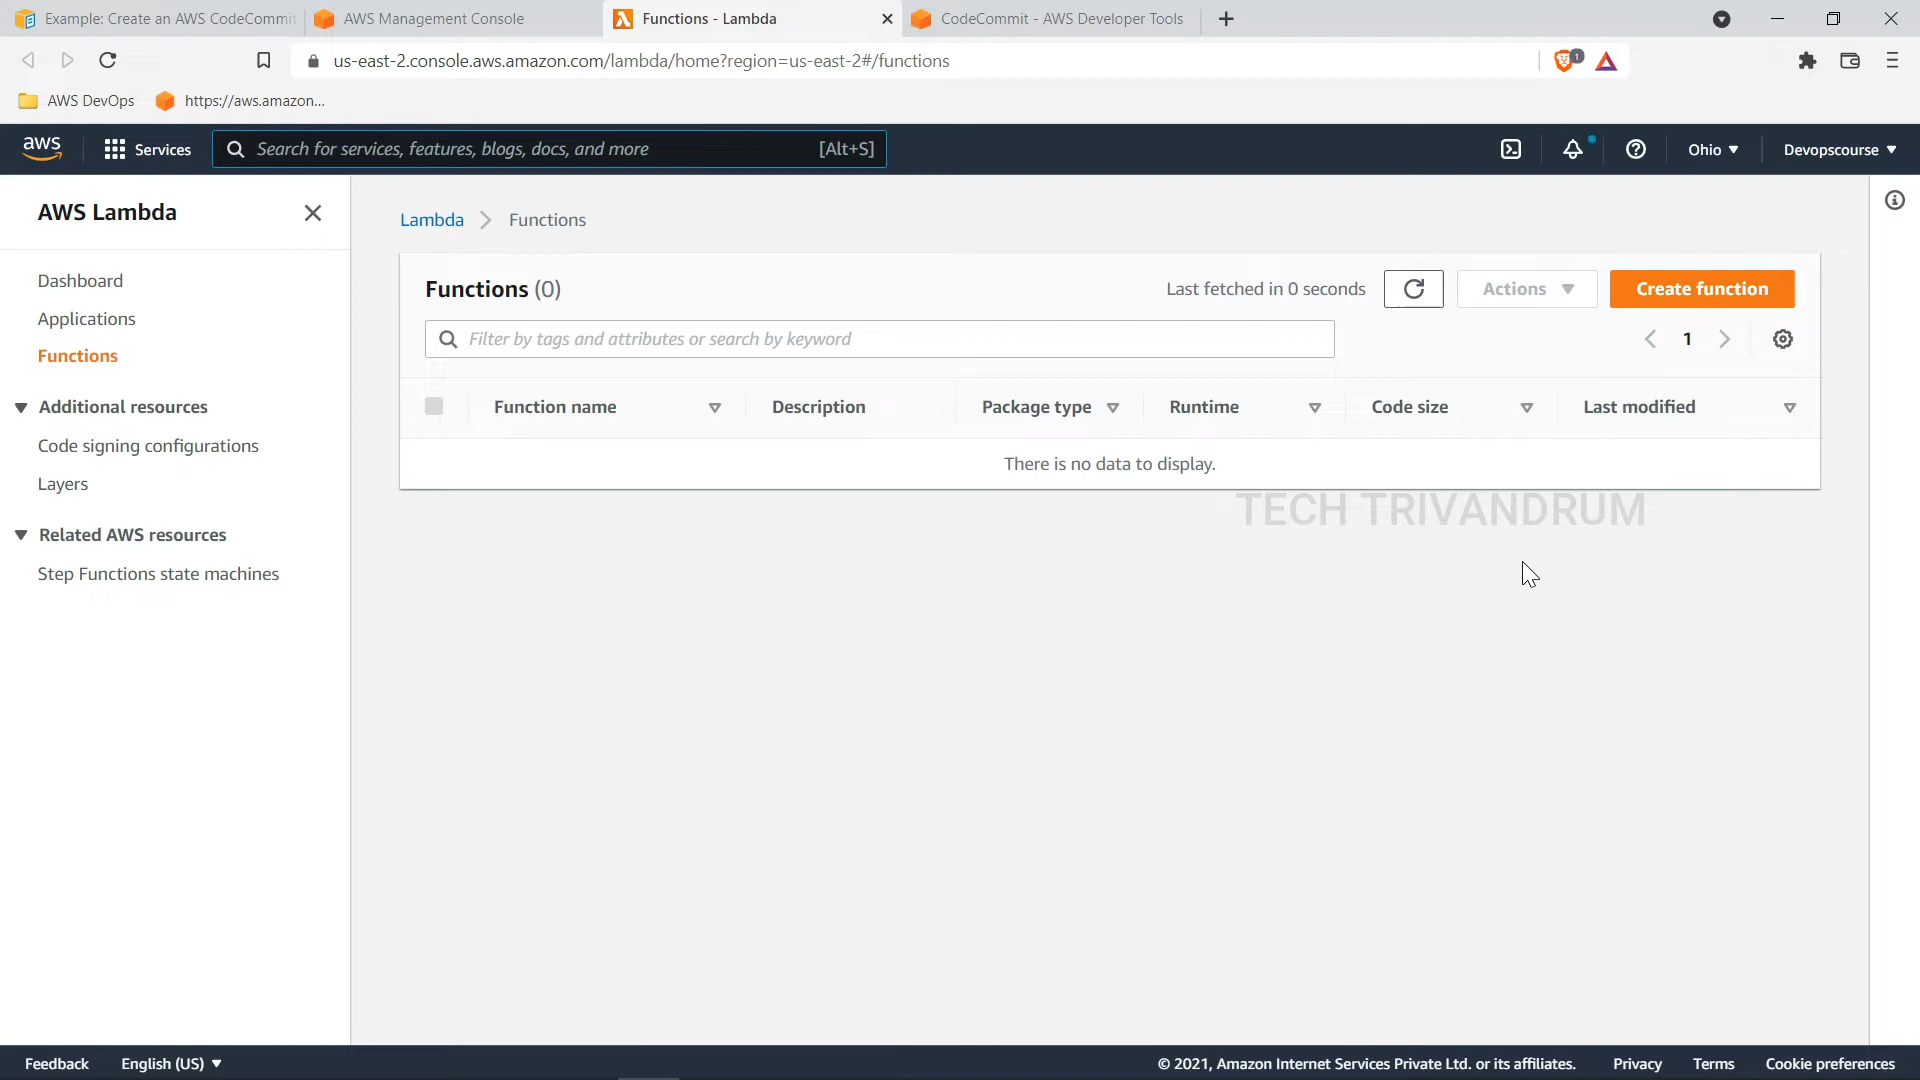 Example: Create an AWS CodeCommit
AWS Management Console
Functions - Lambda
CodeCommit - AWS Developer Tools
us-east-2.console.aws.amazon.com/lambda/home?region=us-east-2#/functions
1
AWS DevOps
https://aws.amazon...
aws
Services
Search for services, features, blogs, docs, and more
[Alt+S]
Ohio
Devopscourse
AWS Lambda
Dashboard
Applications
Functions
Additional resources
Code signing configurations
Layers
Related AWS resources
Step Functions state machines
Lambda
Functions
Functions (0)
Last fetched in 0 seconds
Actions
Create function
Filter by tags and attributes or search by keyword
1
Function name
Description
Package type
Runtime
Code size
Last modified
There is no data to display.
TECH TRIVANDRUM
Feedback
English (US)
© 2021, Amazon Internet Services Private Ltd. or its affiliates.
Privacy
Terms
Cookie preferences